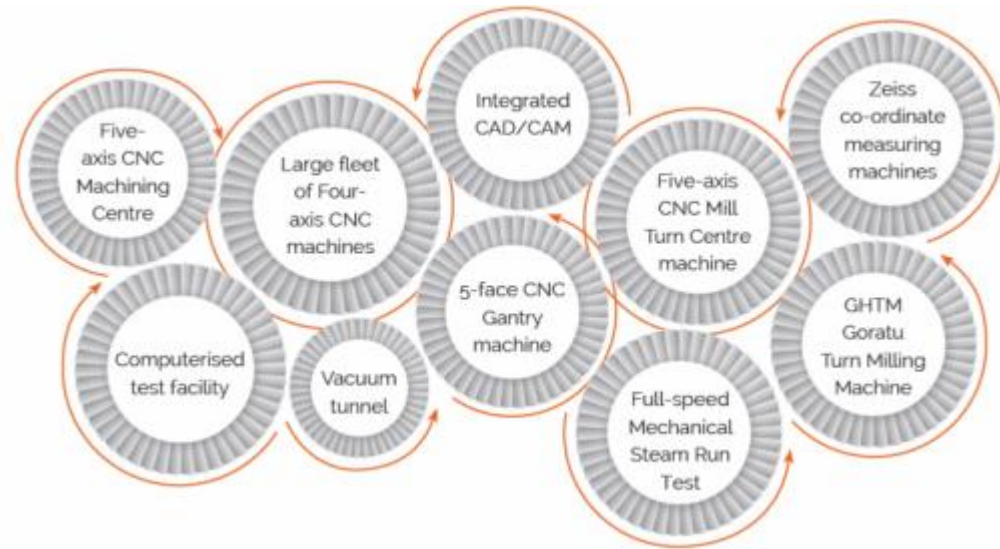 Five-
axis CNC
Machining
Centre
Large fleet
of Four-
axis CNC
machines
Integrated
CAD/CAM
Five-axis
CNC Mill
Turn Centre
machine
Zeiss
co-ordinate
measuring
machines
Computerised
test facility
Vacuum
tunnel
5-face CNC
Gantry
machine
Full-speed
Mechanical
Steam Run
Test
GHTM
Goratu
Turn Milling
Machine